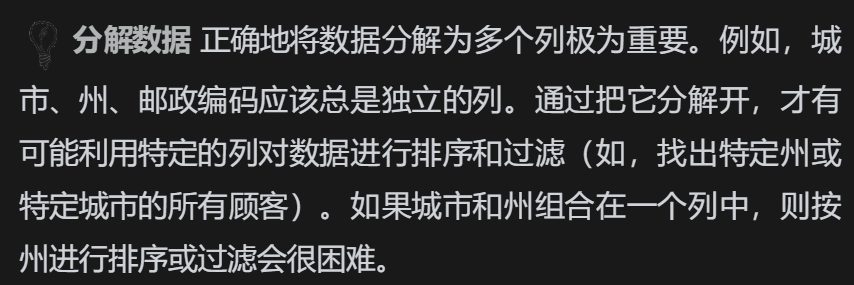 分解数据 正确地将数据分解为多个列极为重要。例如，城
市、州、邮政编码应该总是独立的列。通过把它分解开，才有
可能利用特定的列对数据进行排序和过滤（如，找出特定州或
特定城市的所有顾客）。如果城市和州组合在一个列中，则按
州进行排序或过滤会很困难。